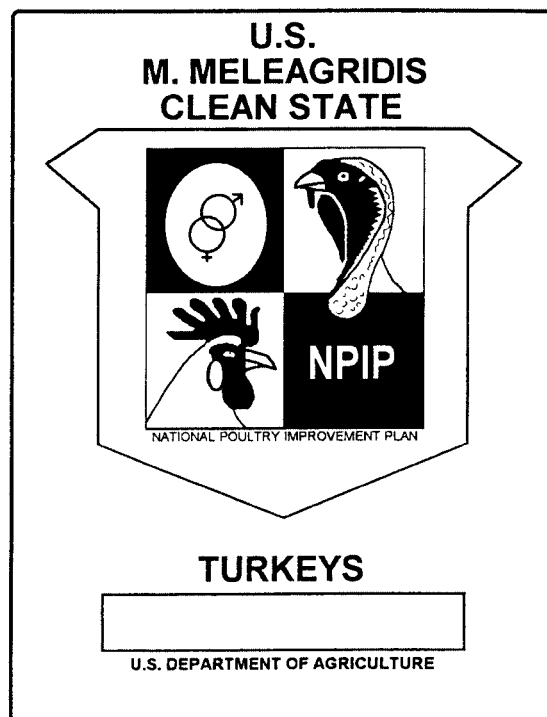 U.S.
M. MELEAGRIDIS
CLEAN STATE
NPIP
NATIONAL POULTRY IMPROVEMENT PLAN
TURKEYS
U.S. DEPARTMENT OF AGRICULTURE